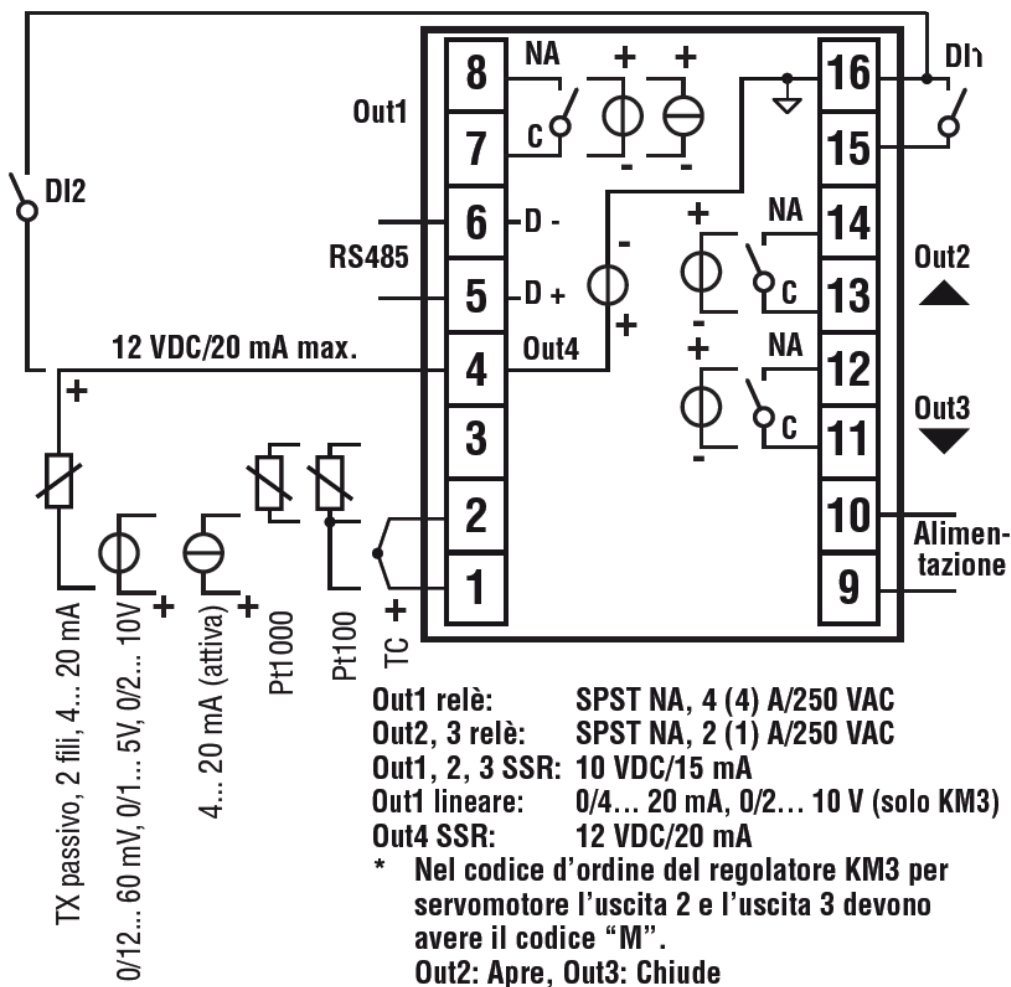 8
7
6
5
4
3
2
1
16
15
14
13
12
11
10
9
Out1
NA
C
+
+
-
-
DI1
DI2
RS485
D -
D +
12 VDC/20 mA max.
Out4
-
+
+
NA
C
-
Out2
+
NA
C
-
Out3
Alimen-
tazione
+
TX passivo, 2 fili, 4... 20 mA
+
0/12... 60 mV, 0/1... 5V, 0/2... 10V
+
4... 20 mA (attiva)
Pt1000
Pt100
+
TC
Out1 relè: SPST NA, 4 (4) A/250 VAC
Out2, 3 relè: SPST NA, 2 (1) A/250 VAC
Out1, 2, 3 SSR: 10 VDC/15 mA
Out1 lineare: 0/4... 20 mA, 0/2... 10 V (solo KM3)
Out4 SSR: 12 VDC/20 mA
* Nel codice d’ordine del regolatore KM3 per
servomotore l’uscita 2 e l’uscita 3 devono
avere il codice “M”.
Out2: Apre, Out3: Chiude